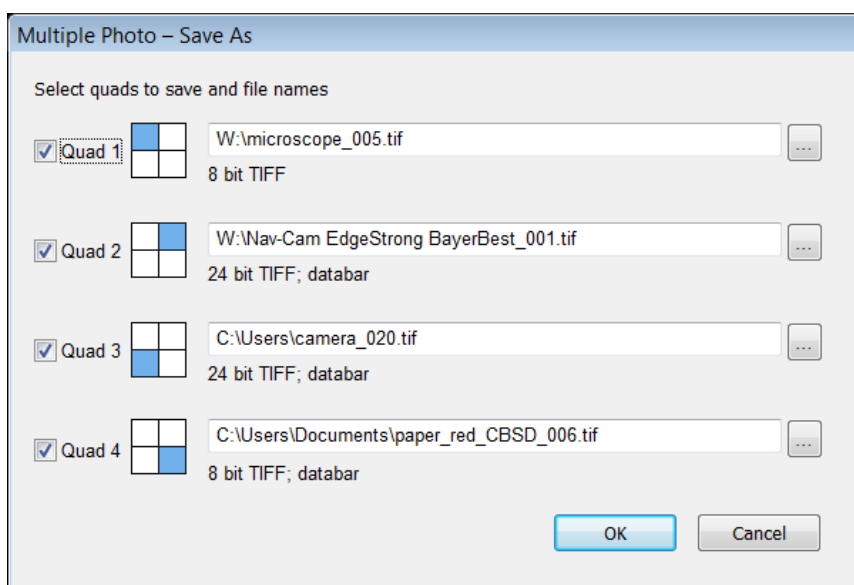 Multiple Photo – Save As
Select quads to save and file names
Quad 1
W:\microscope_005.tif
...
8 bit TIFF
Quad 2
W:\Nav-Cam EdgeStrong BayerBest_001.tif
...
24 bit TIFF; databar
Quad 3
C:\Users\camera_020.tif
...
24 bit TIFF; databar
Quad 4
C:\Users\Documents\paper_red_CBSD_006.tif
...
8 bit TIFF; databar
OK
Cancel